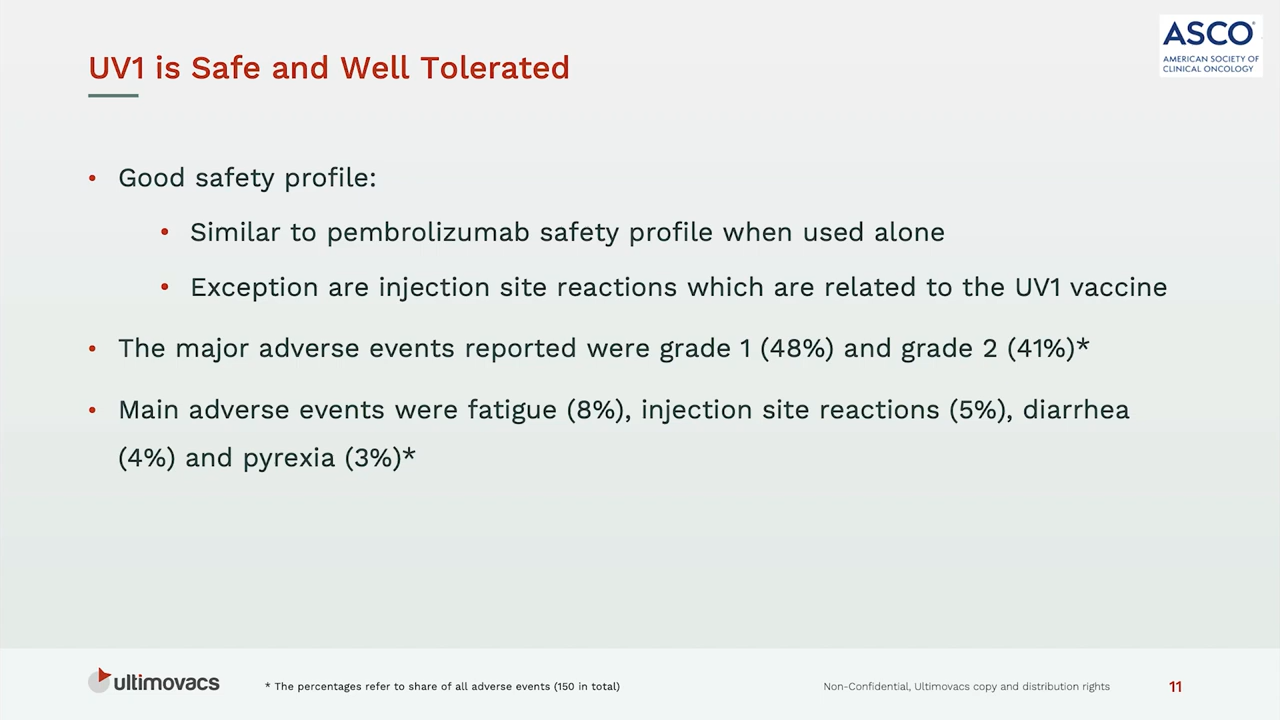 ASCO®
AMERICAN SOCIETY OF
CLINICAL ONCOLOGY
UV1 is Safe and Well Tolerated
• Good safety profile:
• Similar to pembrolizumab safety profile when used alone
• Exception are injection site reactions which are related to the UV1 vaccine
• The major adverse events reported were grade 1 (48%) and grade 2 (41%)*
• Main adverse events were fatigue (8%), injection site reactions (5%), diarrhea
(4%) and pyrexia (3%)*
ultimovacs
* The percentages refer to share of all adverse events (150 in total)
Non-Confidential, Ultimovacs copy and distribution rights
11